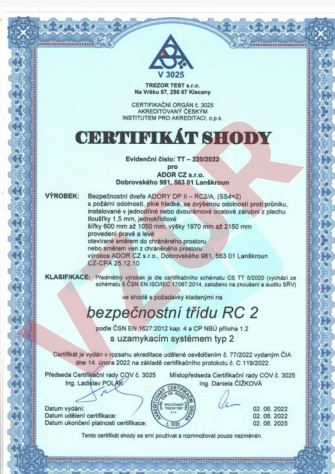 V 3025
TREZOR TEST s.r.o.
Na Vršku 67, 250 67 Klecany
CERTIFIKAČNÍ ORGÁN č. 3025
AKREDITOVANÝ ČESKÝM
INSTITUTEM PRO AKREDITACI, o.p.s.
CERTIFIKÁT SHODY
Evidenční číslo: TT – 220/2022
pro
ADOR CZ s.r.o.
Dobrovského 981, 563 01 Lanškroun
VÝROBEK: Bezpečnostní dveře ADORY DP II – RC2/A, (SS4=2)
s požární odolností, plné hladké, se zvýšenou odolností proti průniku,
instalované v jednodílné nebo dvourámové ocelové zárubni z plechu
tloušťky 1,5 mm, jednokřídlové
šířky 600 mm až 1050 mm, výšky 1970 mm až 2150 mm
provedení pravé a levé
otevírané směrem do chráněného prostoru
nebo směrem ven z chráněného prostoru
výrobce ADOR CZ s.r.o., Dobrovského 981, 563 01 Lanškroun
CZ-CPA 25.12.10
KLASIFIKACE: Předmětný výrobek je dle certifikačního schématu CS TT 5/2020 (vychází ze
schématu 5 ČSN EN ISO/IEC 17067:2014, založeno na zkoušení a auditu SŘV)
ve shodě s požadavky kladenými na
bezpečnostní třídu RC 2
podle ČSN EN 1627:2012 kap. 4 a CP NBÚ příloha 1.2
s uzamykacím systémem typ 2
Certifikát je vydán v rozsahu akreditace udělené osvědčením č. 77/2022 vydaným ČIA
dne 14. února 2022 na základě certifikačního protokolu č. C 119/2022.
Předseda Certifikační rady COV č. 3025 Místopředseda Certifikační rady COV č. 3025
Ing. Ladislav POLÁK Ing. Daniela ČÍŽKOVÁ
Datum vydání: 02. 06. 2022
Datum udělení certifikace: 02. 06. 2022
Datum ukončení platnosti certifikace: 02. 06. 2025
Tento certifikát shody se smí používat a rozmnožovat pouze nezměněn.